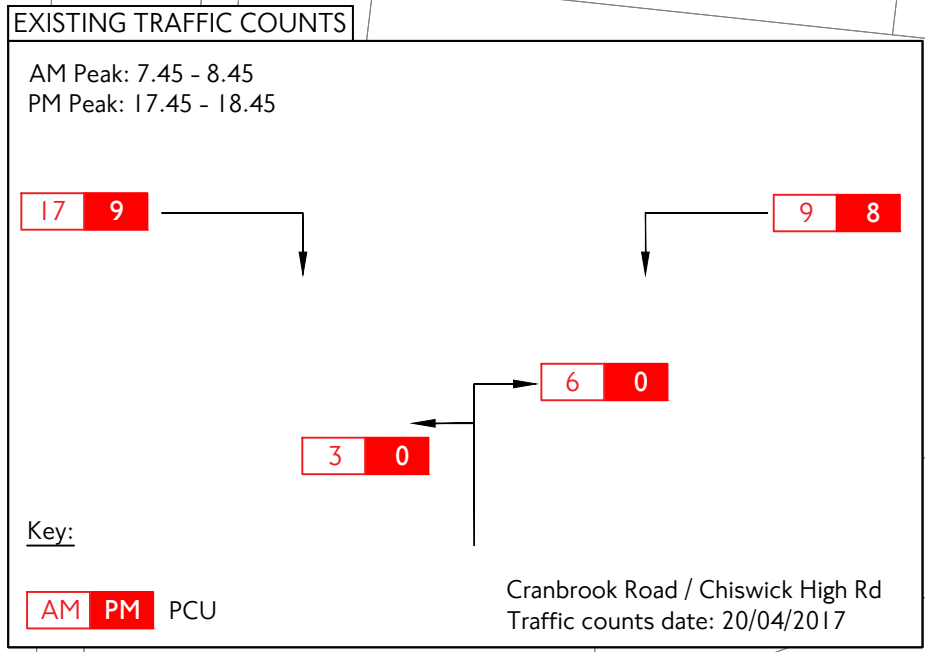 EXISTING TRAFFIC COUNTS
AM Peak: 7.45 - 8.45
PM Peak: 17.45 - 18.45
17 9
9 8
6 0
3 0
Key:
AM PM PCU
Cranbrook Road / Chiswick High Rd
Traffic counts date: 20/04/2017